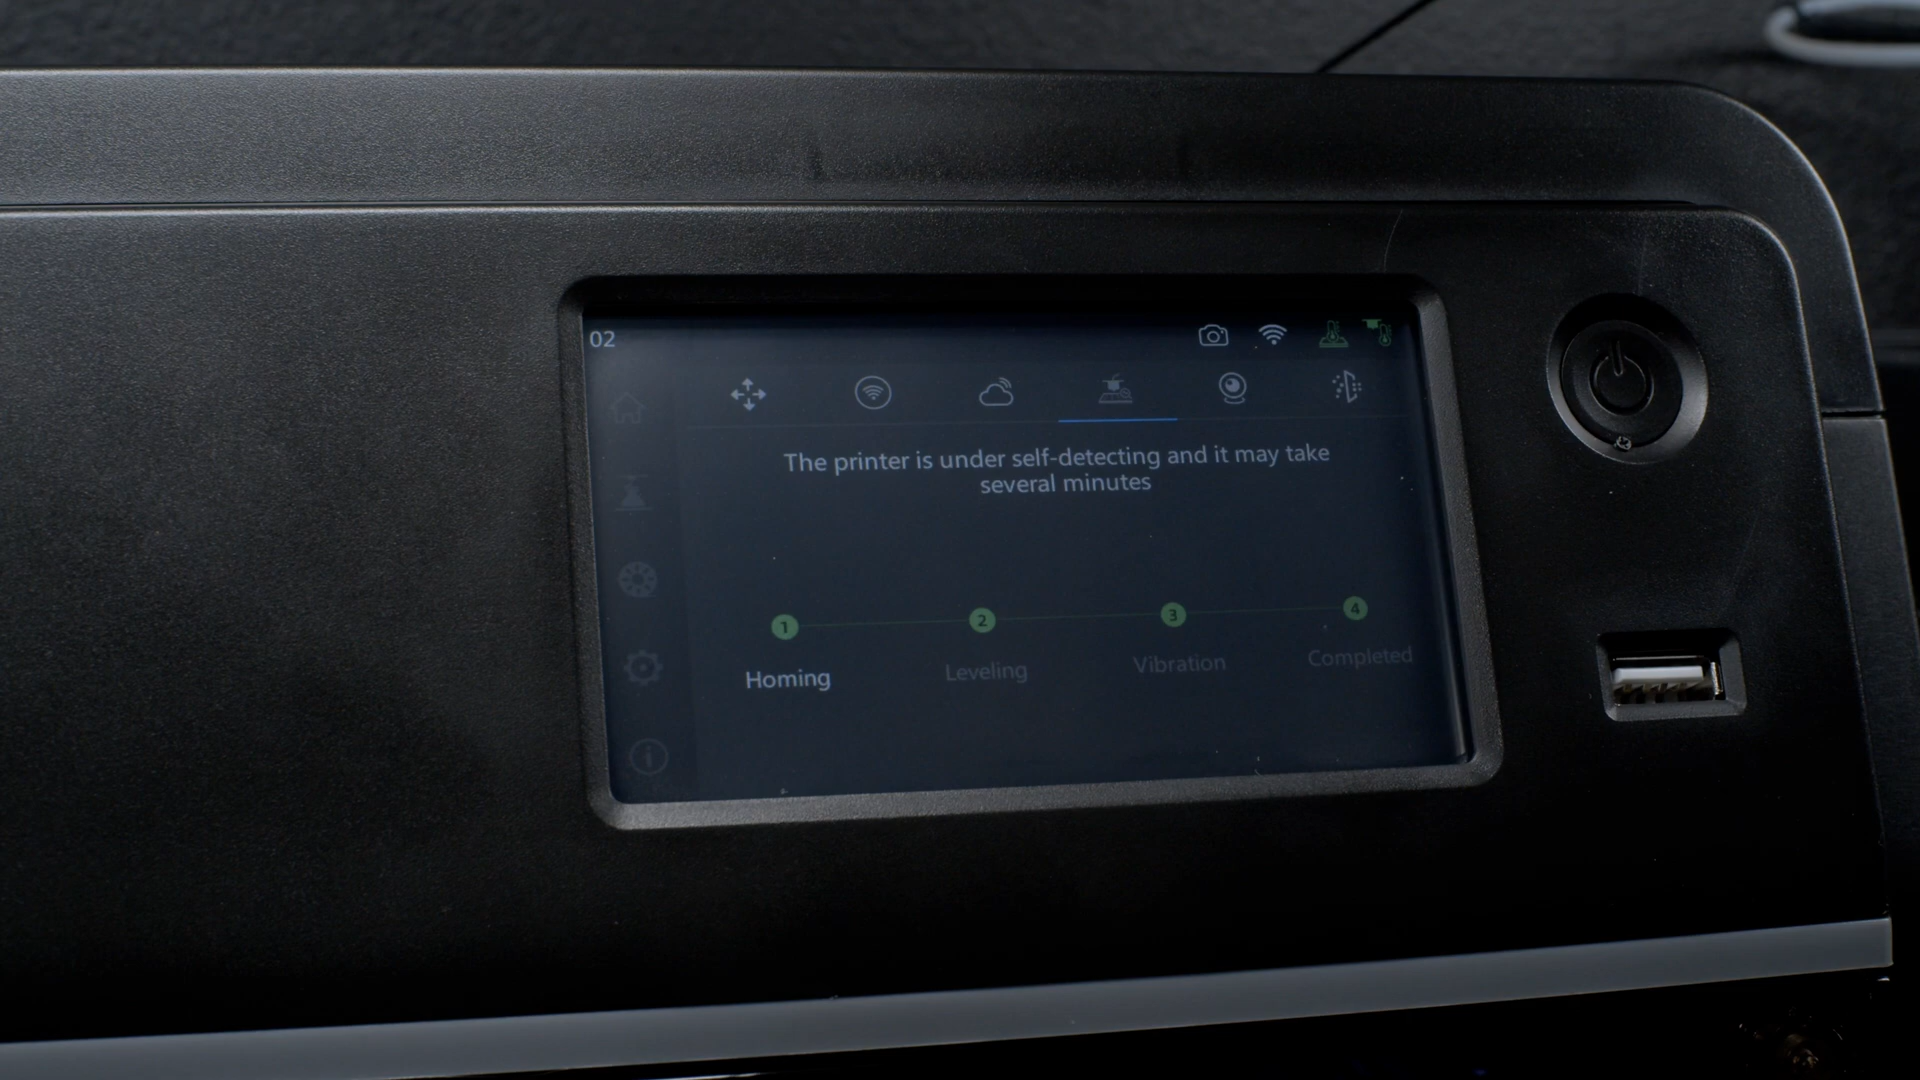 02
The printer is under self-detecting and it may take
several minutes
1 2 3 4
Homing Leveling Vibration Completed